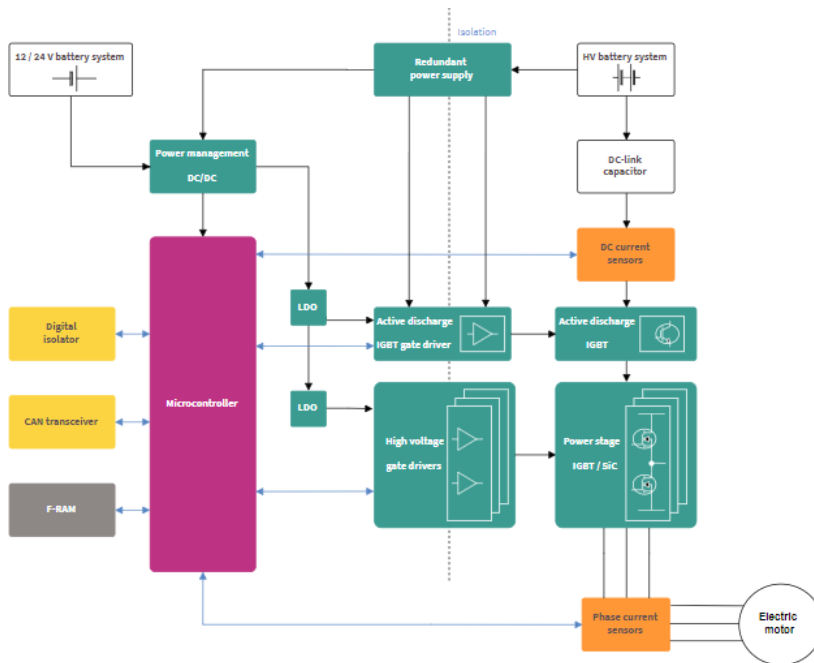 Isolation
12 / 24 V battery system
Redundant
power supply
HV battery system
Power management
DC/DC
DC-link
capacitor
DC current
sensors
LDO
Digital
isolator
Active discharge
IGBT gate driver
Active discharge
IGBT
Microcontroller
LDO
CAN transceiver
High voltage
gate drivers
Power stage
IGBT / SiC
F-RAM
Phase current
sensors
Electric
motor